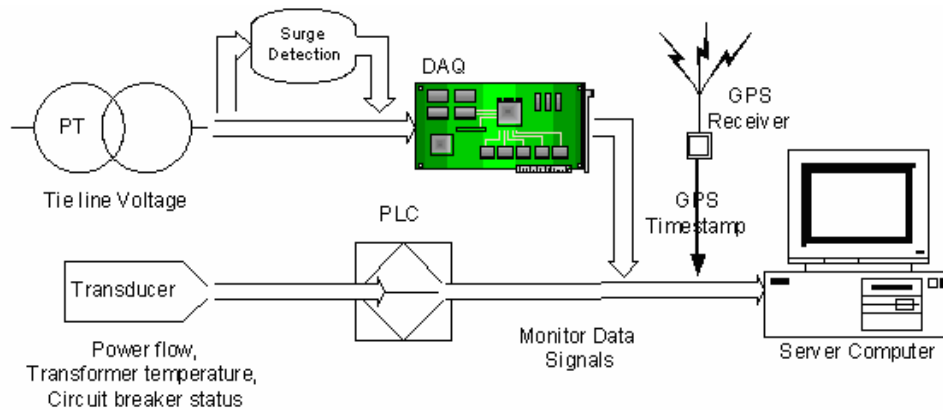 Surge
Detection
DAQ
PT
GPS
Receiver
Tie line Voltage
GPS
Timestamp
PLC
Transducer
Monitor Data
Signals
Server Computer
Power flow,
Transformer temperature,
Circuit breaker status